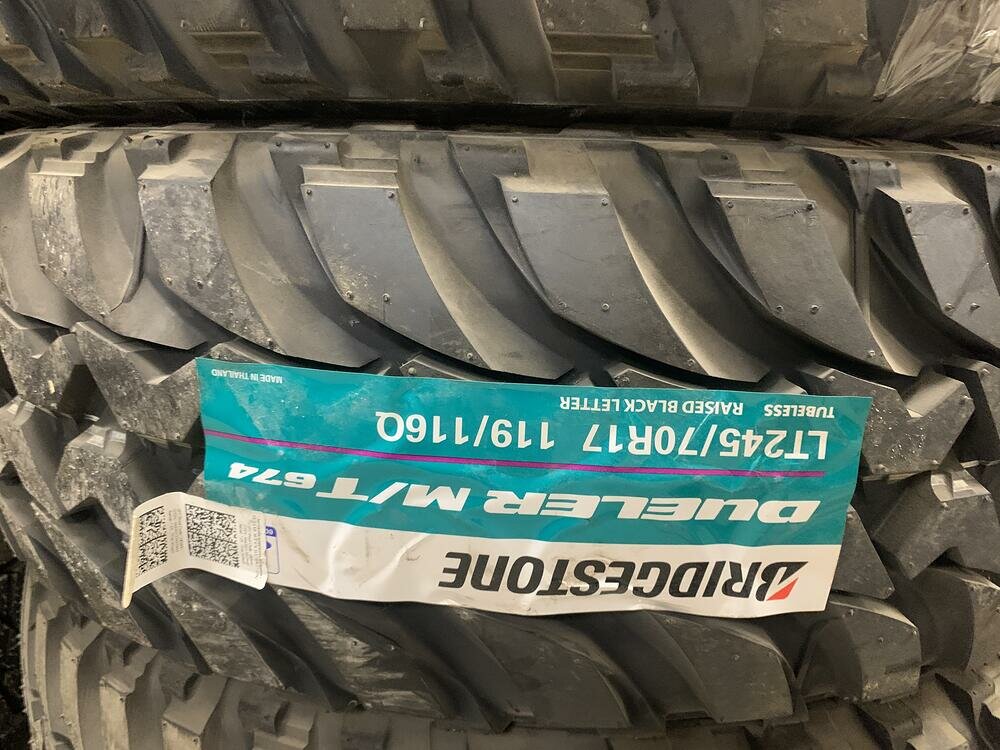 BRIDGESTONE
DUELER M/T 674
LT245/70R17 119/116Q
TUBELESS RAISED BLACK LETTER
MADE IN THAILAND